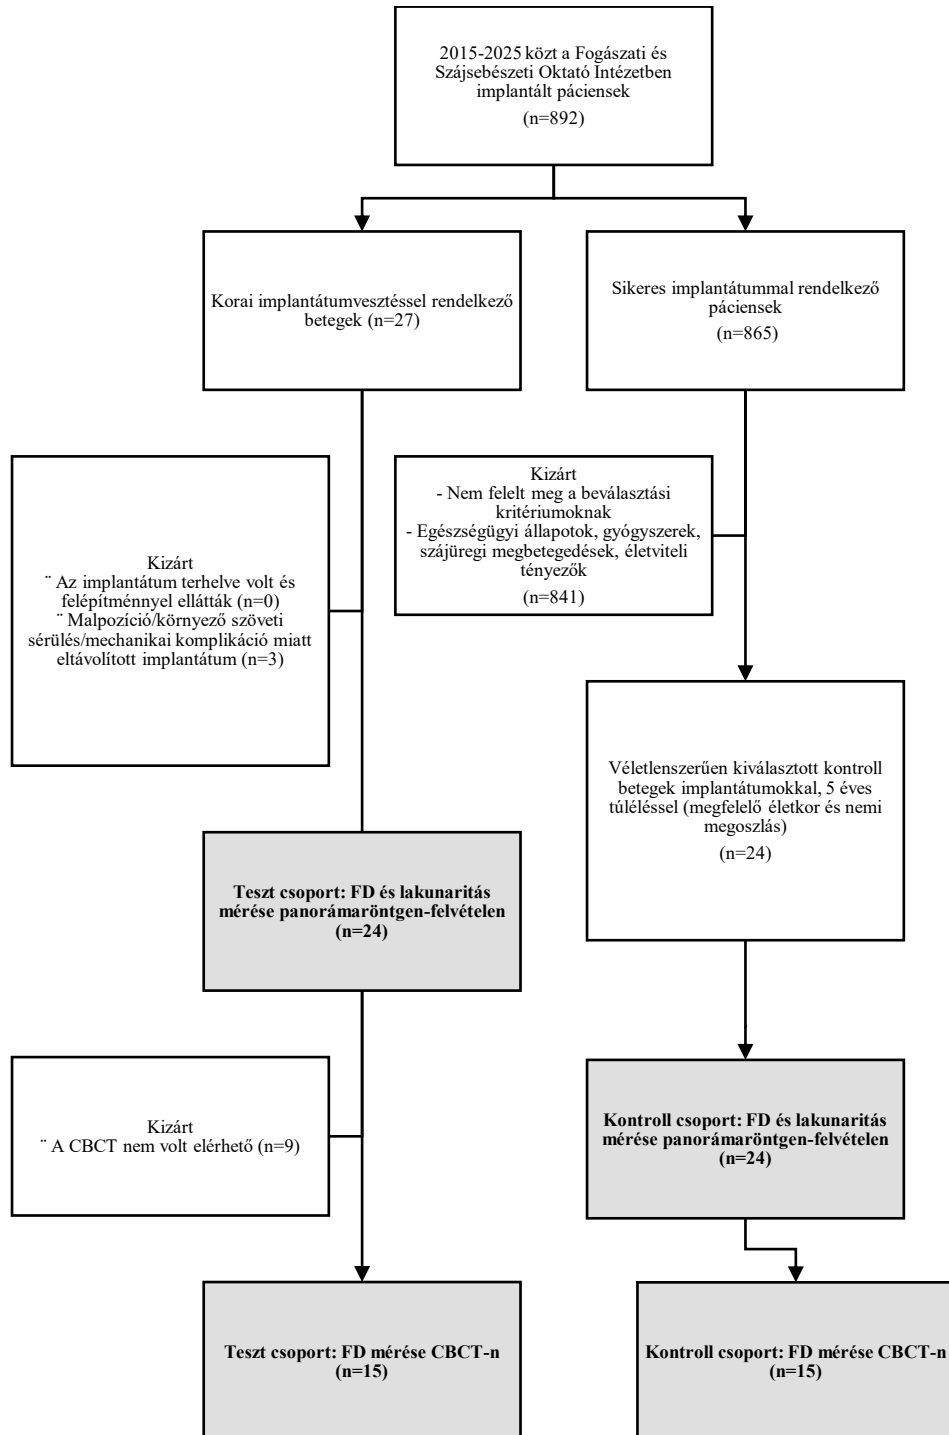 2015-2025 közt a Fogászati és
Szájsebészeti Oktató Intézetben
implantált páciensek
(n=892)
Korai implantátumvesztéssel rendelkező
betegek (n=27)
Sikeres implantátummal rendelkező
páciensek
(n=865)
Kizárt
¨ Az implantátum terhelve volt és
felépítménnyel ellátták (n=0)
¨ Malpozíció/környező szöveti
sérülés/mechanikai komplikáció miatt
eltávolított implantátum (n=3)
Kizárt
- Nem felelt meg a beválasztási
kritériumoknak
- Egészségügyi állapotok, gyógyszerek,
szájüregi megbetegedések, életviteli
tényezők
(n=841)
Véletlenszerűen kiválasztott kontroll
betegek implantátumokkal, 5 éves
túléléssel (megfelelő életkor és nemi
megoszlás)
(n=24)
Teszt csoport: FD és lakunaritás
mérése panorámaröntgen-felvételen
(n=24)
Kizárt
¨ A CBCT nem volt elérhető (n=9)
Kontroll csoport: FD és lakunaritás
mérése panorámaröntgen-felvételen
(n=24)
Teszt csoport: FD mérése CBCT-n
(n=15)
Kontroll csoport: FD mérése CBCT-n
(n=15)